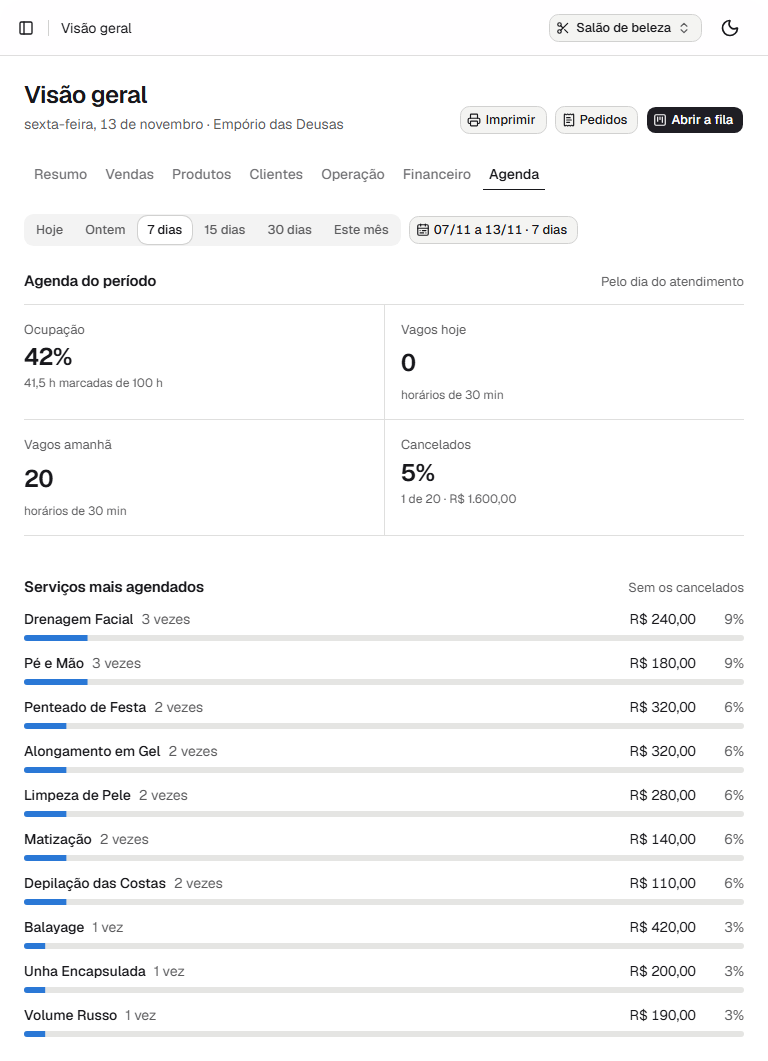 Visão geral
Salão de beleza
Visão geral
sexta-feira, 13 de novembro · Empório das Deusas
Imprimir
Pedidos
Abrir a fila
Resumo
Vendas
Produtos
Clientes
Operação
Financeiro
Agenda
Hoje
Ontem
7 dias
15 dias
30 dias
Este mês
07/11 a 13/11 · 7 dias
Agenda do período
Pelo dia do atendimento
Ocupação
42%
41,5 h marcadas de 100 h
Vagos hoje
0
horários de 30 min
Vagos amanhã
20
horários de 30 min
Cancelados
5%
1 de 20 · R$ 1.600,00
Serviços mais agendados
Sem os cancelados
Drenagem Facial 3 vezes R$ 240,00 9%
Pé e Mão 3 vezes R$ 180,00 9%
Penteado de Festa 2 vezes R$ 320,00 6%
Alongamento em Gel 2 vezes R$ 320,00 6%
Limpeza de Pele 2 vezes R$ 280,00 6%
Matização 2 vezes R$ 140,00 6%
Depilação das Costas 2 vezes R$ 110,00 6%
Balayage 1 vez R$ 420,00 3%
Unha Encapsulada 1 vez R$ 200,00 3%
Volume Russo 1 vez R$ 190,00 3%